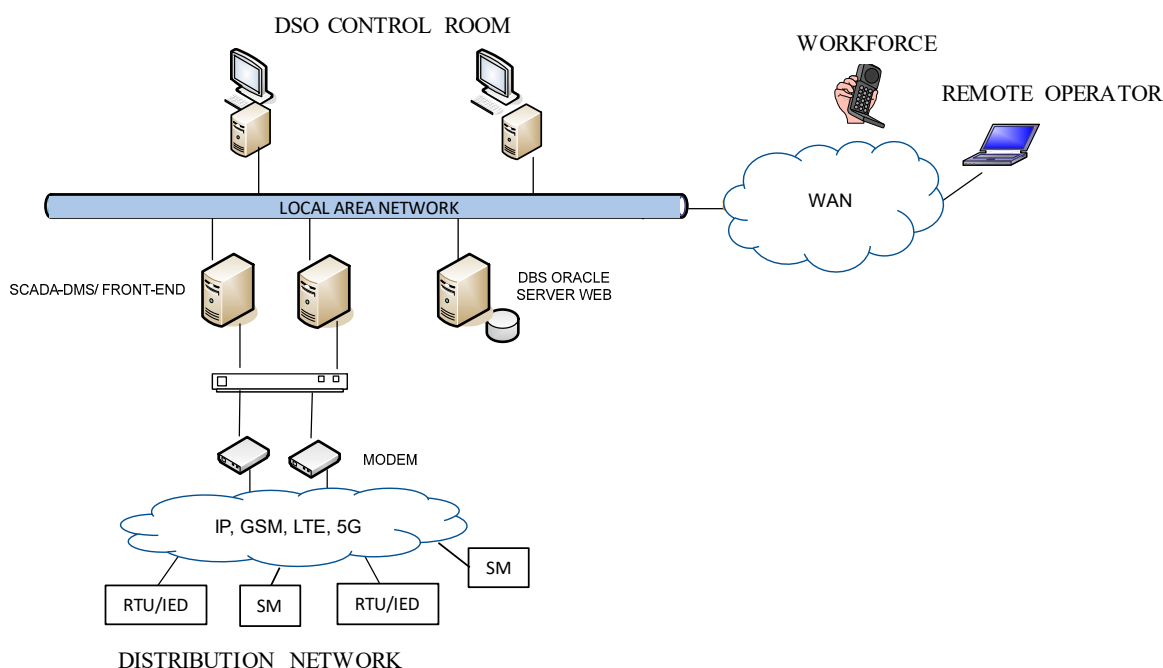 DSO CONTROL ROOM
WORKFORCE
REMOTE OPERATOR
WAN
LOCAL AREA NETWORK
SCADA-DMS/ FRONT-END
DBS ORACLE
SERVER WEB
MODEM
IP, GSM, LTE, 5G
SM
RTU/IED
SM
RTU/IED
DISTRIBUTION NETWORK